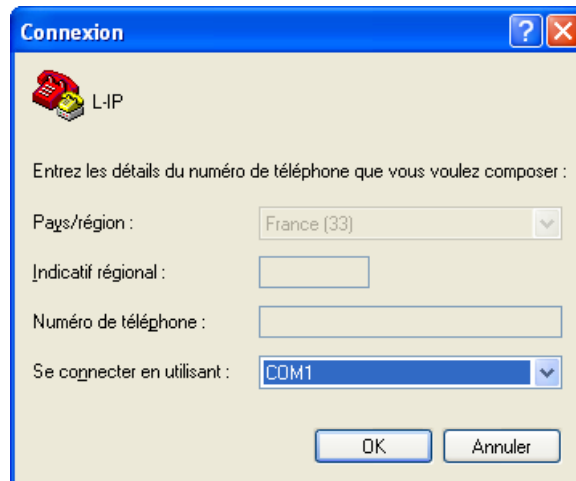 Connexion
L-IP
Entrez les détails du numéro de téléphone que vous voulez composer :
Pays/région :
France (33)
Indicatif régional :
Numéro de téléphone :
Se connecter en utilisant :
COM1
OK
Annuler